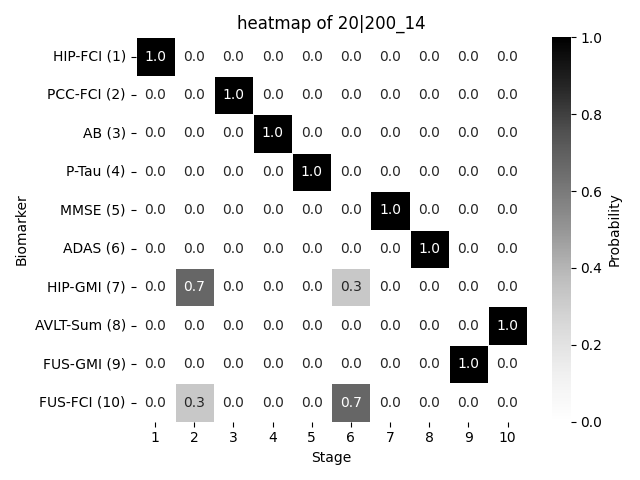 heatmap of 20|200_14
HIP-FCI (1) 1.0 0.0 0.0 0.0 0.0 0.0 0.0 0.0 0.0 0.0
PCC-FCI (2) 0.0 0.0 1.0 0.0 0.0 0.0 0.0 0.0 0.0 0.0
AB (3) 0.0 0.0 0.0 1.0 0.0 0.0 0.0 0.0 0.0 0.0
P-Tau (4) 0.0 0.0 0.0 0.0 1.0 0.0 0.0 0.0 0.0 0.0
MMSE (5) 0.0 0.0 0.0 0.0 0.0 0.0 1.0 0.0 0.0 0.0
ADAS (6) 0.0 0.0 0.0 0.0 0.0 0.0 0.0 1.0 0.0 0.0
HIP-GMI (7) 0.0 0.7 0.0 0.0 0.0 0.3 0.0 0.0 0.0 0.0
AVLT-Sum (8) 0.0 0.0 0.0 0.0 0.0 0.0 0.0 0.0 0.0 1.0
FUS-GMI (9) 0.0 0.0 0.0 0.0 0.0 0.0 0.0 0.0 1.0 0.0
FUS-FCI (10) 0.0 0.3 0.0 0.0 0.0 0.7 0.0 0.0 0.0 0.0
1 2 3 4 5 6 7 8 9 10
Stage
Biomarker
1.0
0.8
0.6
0.4
0.2
0.0
Probability